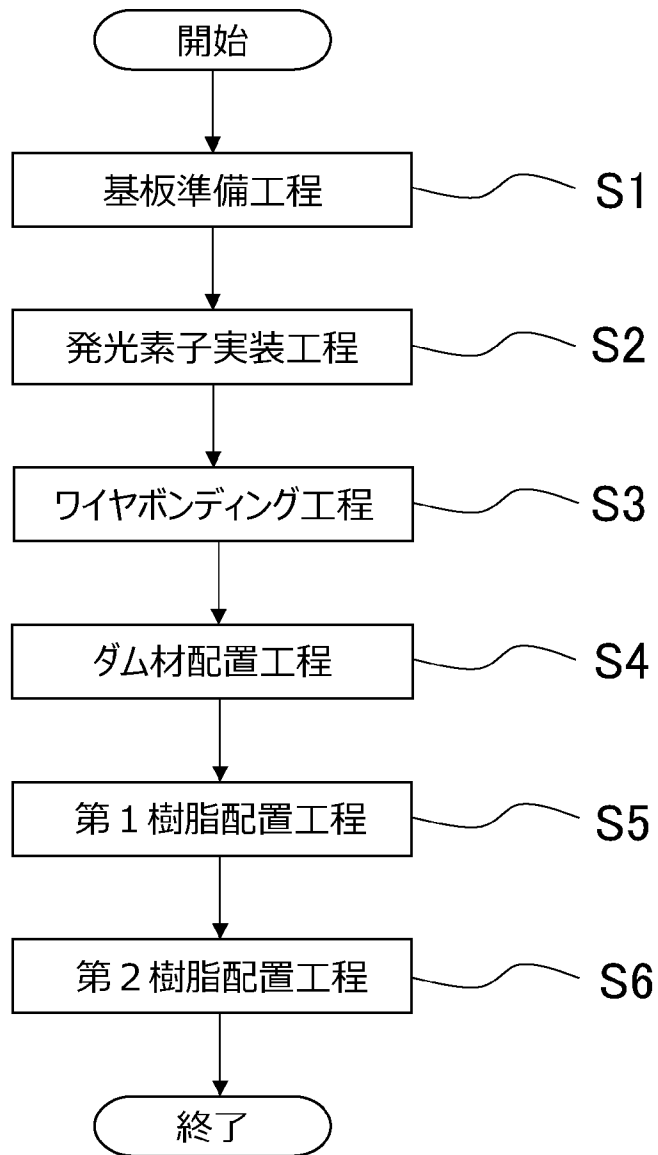 開始
基板準備工程 S1
発光素子実装工程 S2
ワイヤボンディング工程 S3
ダム材配置工程 S4
第１樹脂配置工程 S5
第２樹脂配置工程 S6
終了